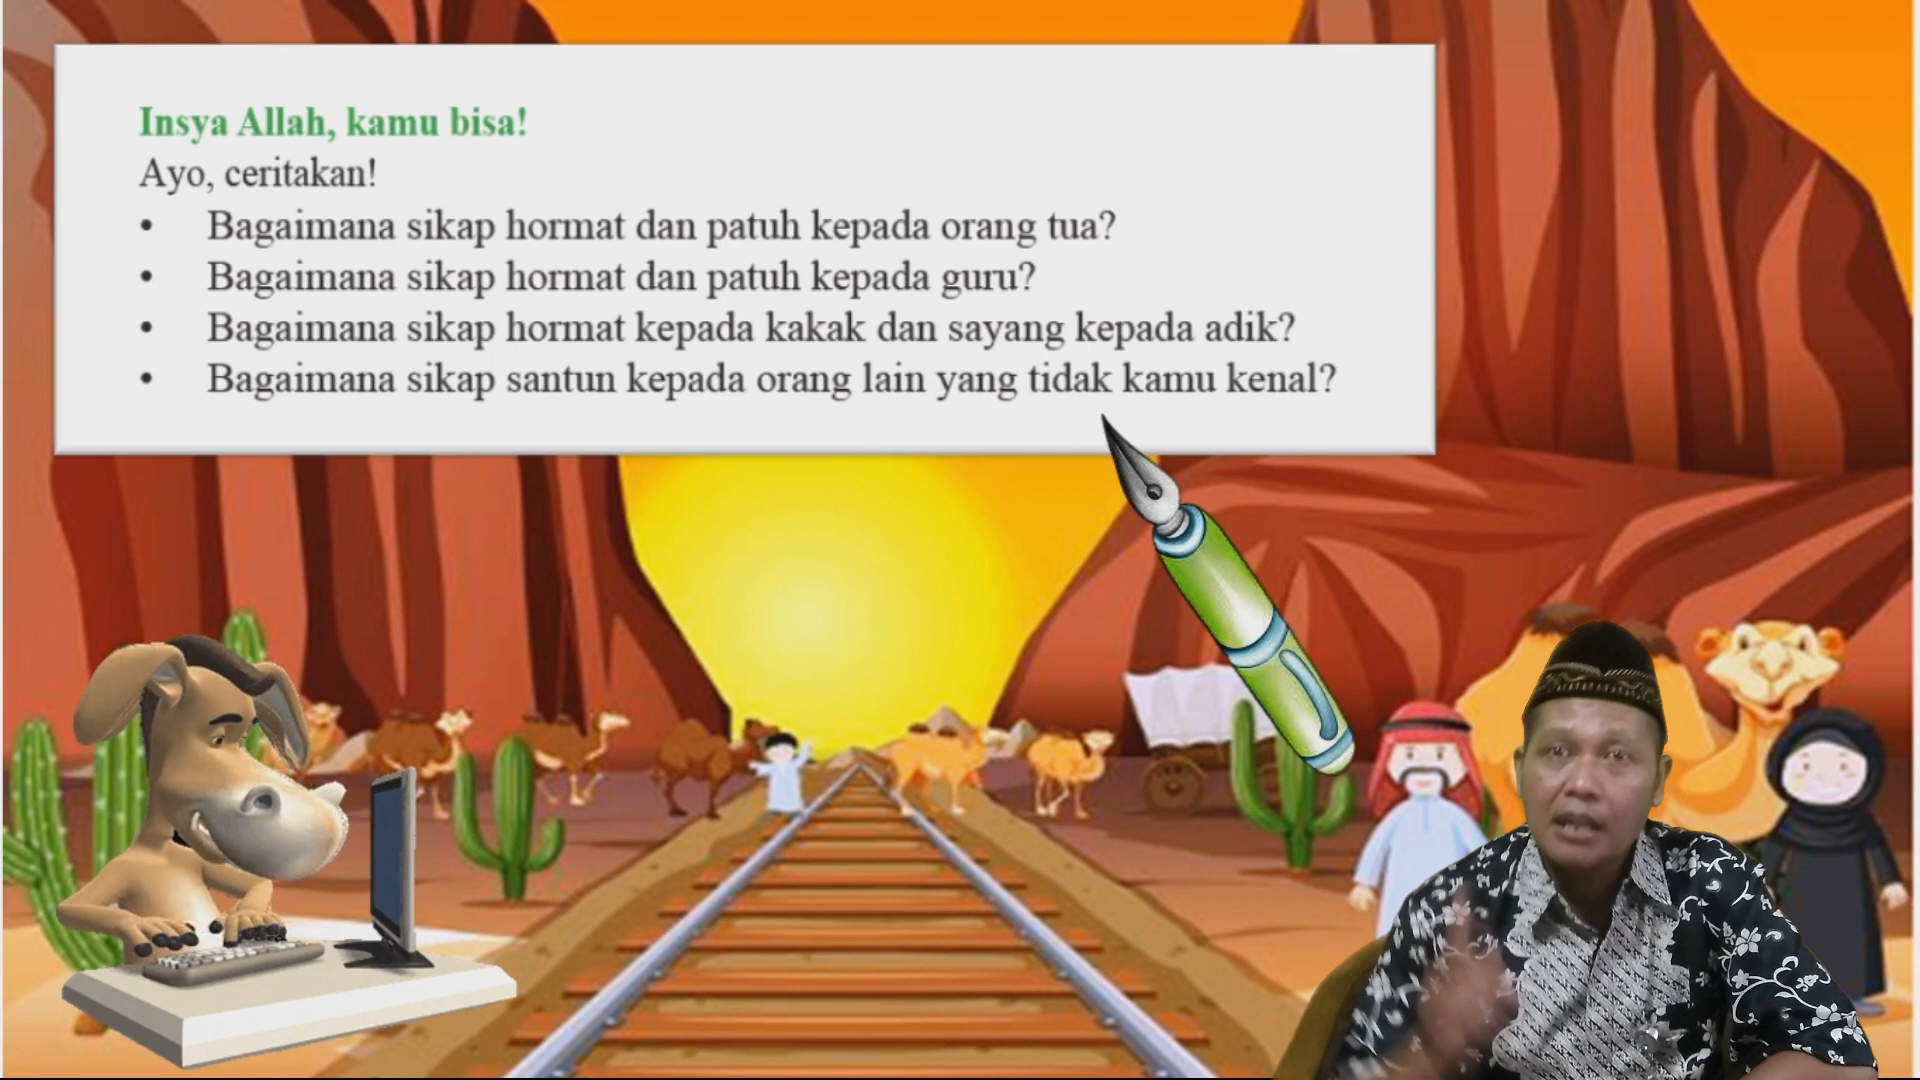 Insya Allah, kamu bisa!
Ayo, ceritakan!
• Bagaimana sikap hormat dan patuh kepada orang tua?
• Bagaimana sikap hormat dan patuh kepada guru?
• Bagaimana sikap hormat kepada kakak dan sayang kepada adik?
• Bagaimana sikap santun kepada orang lain yang tidak kamu kenal?